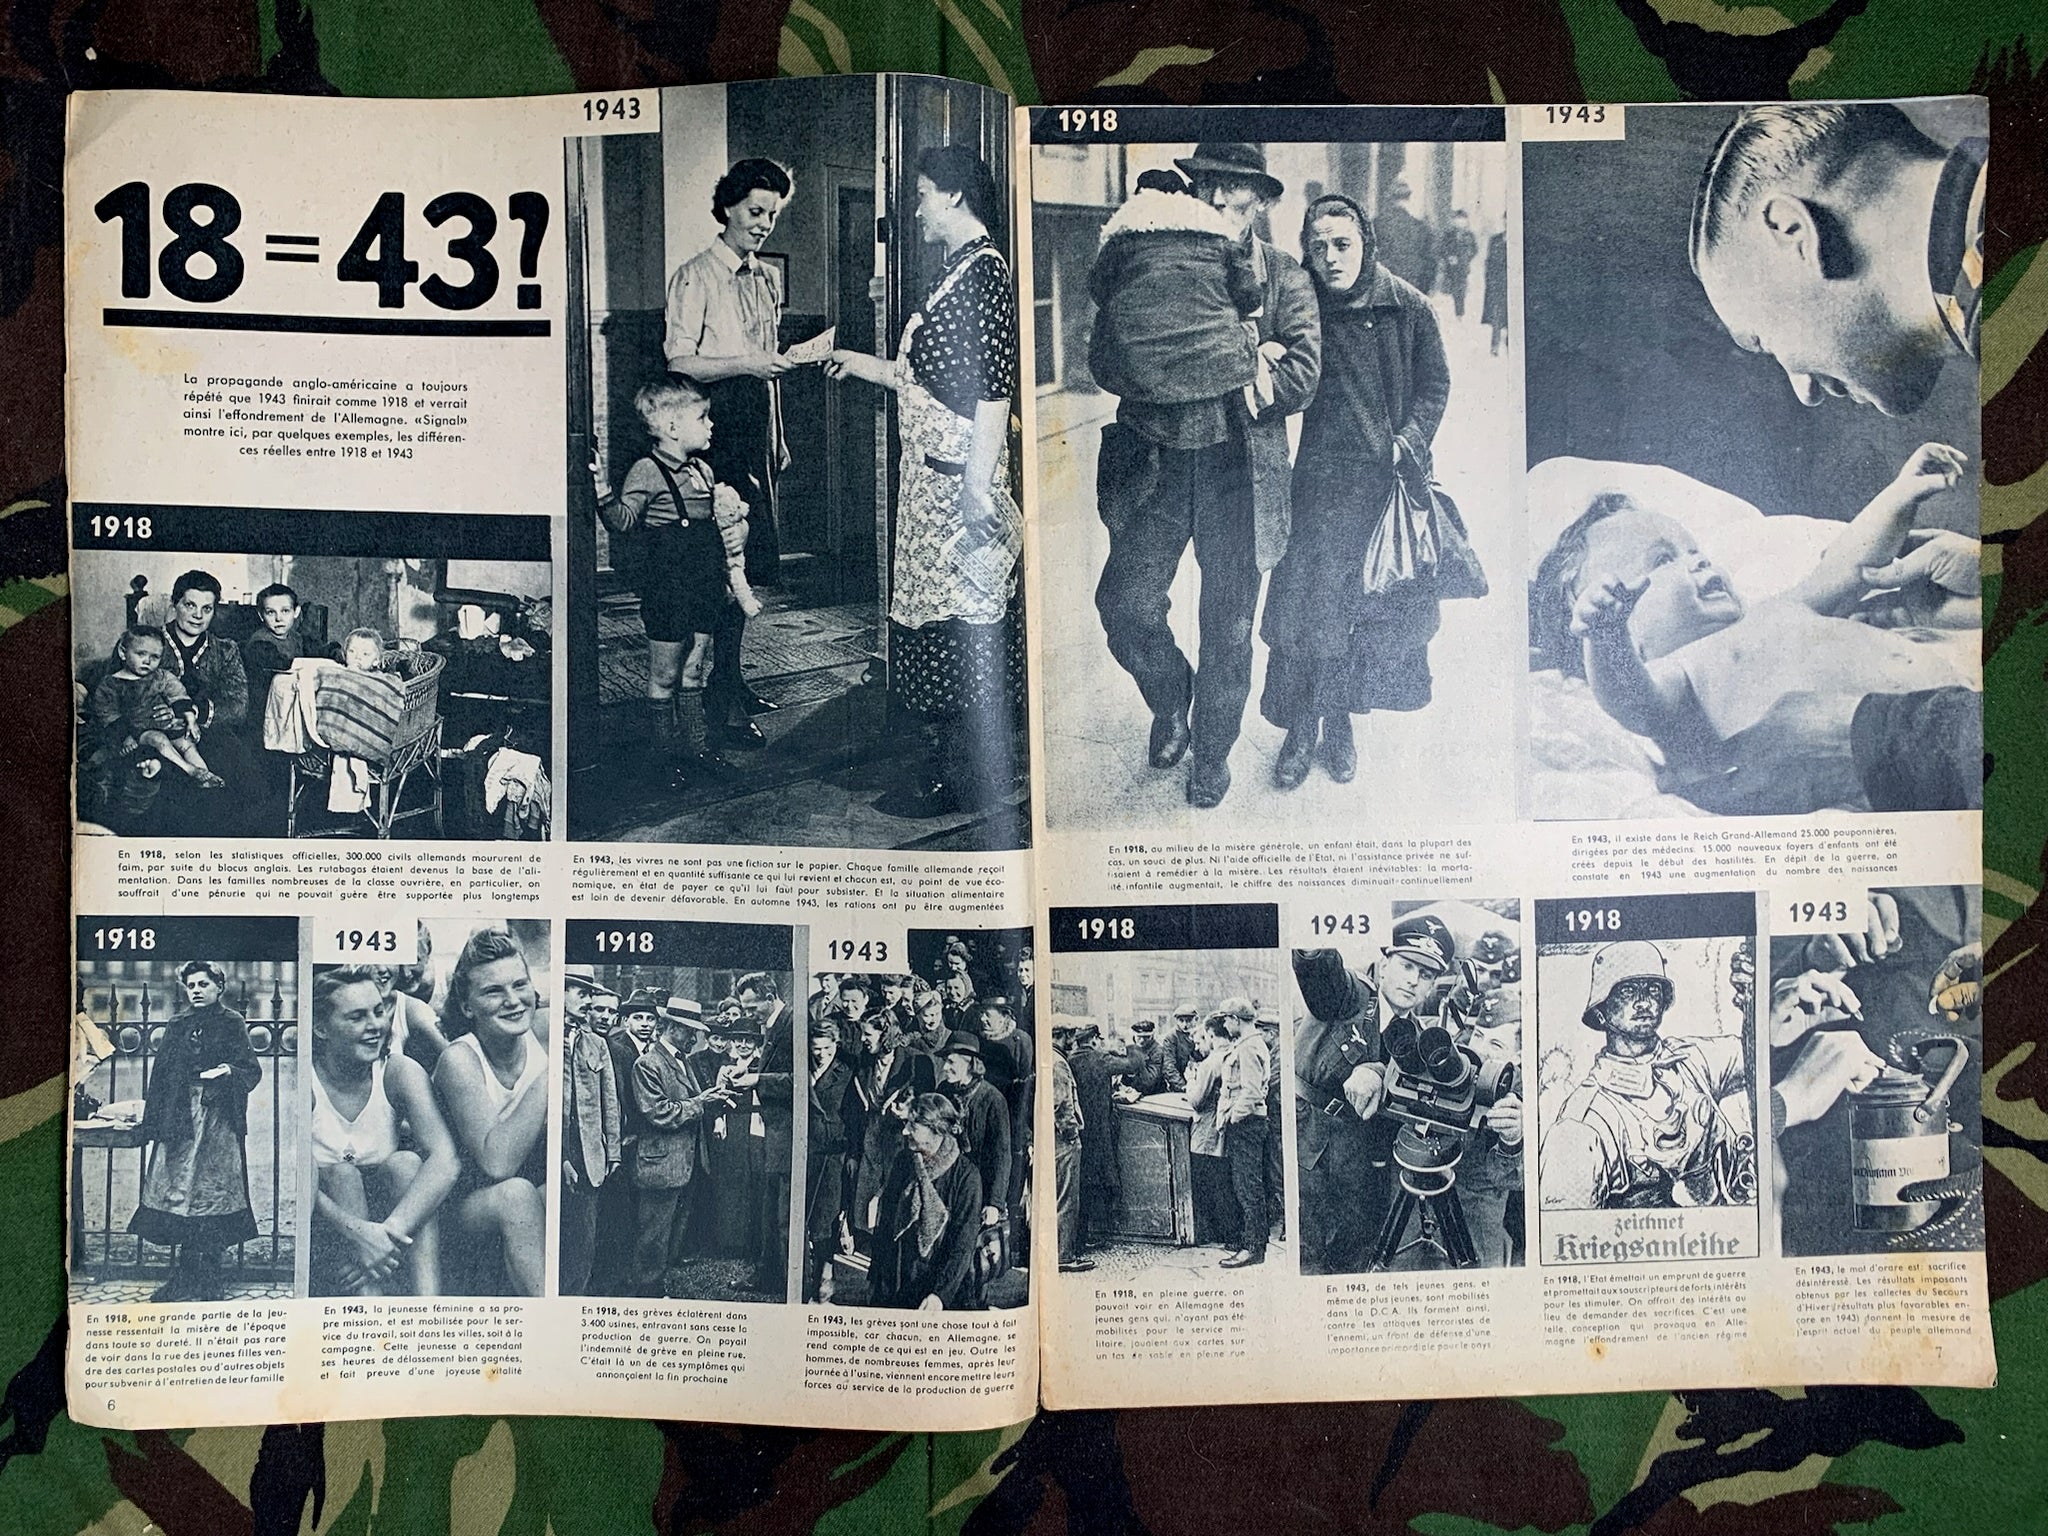 18=43?
La propagande anglo-américaine a toujours
répété que 1943 finirait comme 1918 et verrait
ainsi l'effondrement de l'Allemagne. «Signal»
montre ici, par quelques exemples, les différen-
ces réelles entre 1918 et 1943
1918
En 1918, selon les statistiques officielles, 300.000 civils allemands moururent de
faim, par suite du blocus anglais. Les rutabagas étaient devenus la base de l'ali-
mentation. Dans les familles nombreuses de la classe ouvrière, en particulier, on
souffrait d'une pénurie qui ne pouvait guère être supportée plus longtemps
1943
En 1943, les vivres ne sont pas une fiction sur le papier. Chaque famille allemande reçoit
régulièrement et en quantité suffisante ce qui lui revient et chacun est, au point de vue éco-
nomique, en état de payer ce qu'il lui faut pour subsister. Et la situation alimentaire
est loin de devenir défavorable. En automne 1943, les rations ont pu être augmentées
1918
En 1918, une grande partie de la jeu-
nesse ressentait la misère de l'époque
dans toute sa dureté. Il n'était pas rare
de voir dans la rue des jeunes filles ven-
dre des cartes postales ou d'autres objets
pour subvenir à l'entretien de leur famille
1943
En 1943, la jeunesse féminine a sa pro-
pre mission, et est mobilisée pour le ser-
vice du travail, soit dans les villes, soit à la
campagne. Cette jeunesse a cependant
ses heures de délassement bien gagnées,
et fait preuve d'une joyeuse vitalité
1918
En 1918, des grèves éclatèrent dans
3.400 usines, entravant sans cesse la
production de guerre. On payait
l'indemnité de grève en pleine rue.
C'était là un de ces symptômes qui
annonçaient la fin prochaine
1943
En 1943, les grèves sont une chose tout à fait
impossible, car chacun, en Allemagne, se
rend compte de ce qui est en jeu. Outre les
hommes, de nombreuses femmes, après leur
journée à l'usine, viennent encore mettre leurs
forces au service de la production de guerre
6
1918
En 1918, au milieu de la misère générale, un enfant était, dans la plupart des
cas, un souci de plus. Ni l'aide officielle de l'État, ni l'assistance privée ne suf-
fisaient à remédier à la misère. Les résultats étaient inévitables: la morta-
lité infantile augmentait, le chiffre des naissances diminuait continuellement
1943
En 1943, il existe dans le Reich Grand-Allemand 25.000 pouponnières,
dirigées par des médecins. 15.000 nouveaux foyers d'enfants ont été
créés depuis le début des hostilités. En dépit de la guerre, on
constate en 1943 une augmentation du nombre des naissances
1918
En 1918, en pleine guerre, on
pouvait voir en Allemagne des
jeunes gens qui, n'ayant pas été
mobilisés pour le service mi-
litaire, jouaient aux cartes sur
un tas de sable en pleine rue
1943
En 1943, de tels jeunes gens, et
même de plus jeunes, sont mobilisés
dans la D.C.A. Ils forment ainsi,
contre les attaques terroristes de
l'ennemi, un front de défense d'une
importance primordiale pour le pays
1918
zeichnet
Kriegsanleihe
En 1918, l'Etat émettait un emprunt de guerre
et promettait aux souscripteurs de forts intérêts
pour les stimuler. On offrait des intérêts au
lieu de demander des sacrifices. C'est une
telle conception qui provoqua en Alle-
magne l'effondrement de l'ancien régime
1943
En 1943, le mot d'ordre est: sacrifice
désintéressé. Les résultats imposants
obtenus par les collectes du Secours
d'Hiver (résultats plus favorables en-
core en 1943) donnent la mesure de
l'esprit actuel du peuple allemand
7